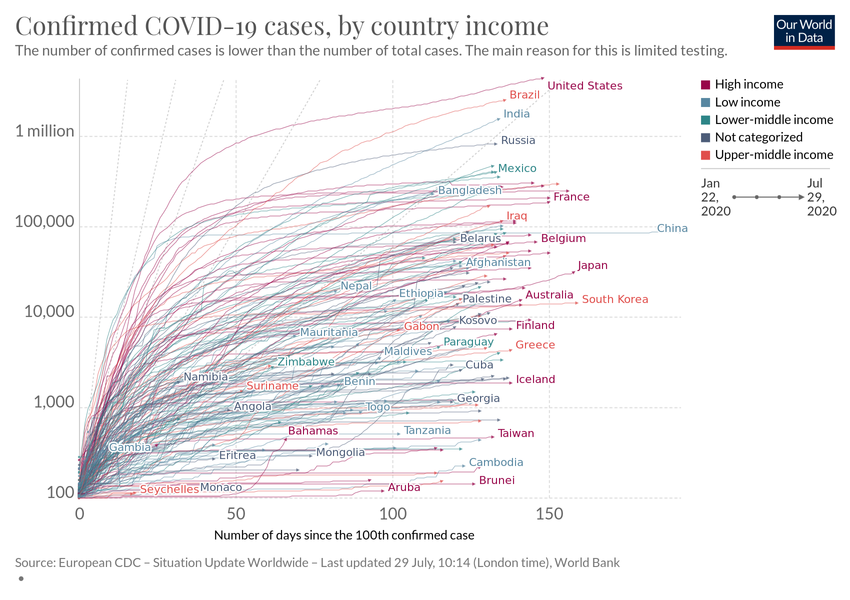 Confirmed COVID-19 cases, by country income
The number of confirmed cases is lower than the number of total cases. The main reason for this is limited testing.
Our World
in Data
High income
Low income
Lower-middle income
Not categorized
Upper-middle income
Jan
22,
2020
Jul
29,
2020
1 million
100,000
10,000
1,000
100
United States
Brazil
India
Russia
Mexico
Bangladesh
France
Iraq
China
Belarus
Belgium
Afghanistan
Japan
Nepal
Ethiopia
Palestine
Australia
South Korea
Kosovo
Mauritania
Gabon
Finland
Paraguay
Greece
Maldives
Zimbabwe
Cuba
Namibia
Suriname
Benin
Iceland
Georgia
Angola
Togo
Bahamas
Tanzania
Taiwan
Gambia
Eritrea
Mongolia
Cambodia
Brunei
Seychelles
Monaco
Aruba
0
50
100
150
Number of days since the 100th confirmed case
Source: European CDC – Situation Update Worldwide – Last updated 29 July, 10:14 (London time), World Bank